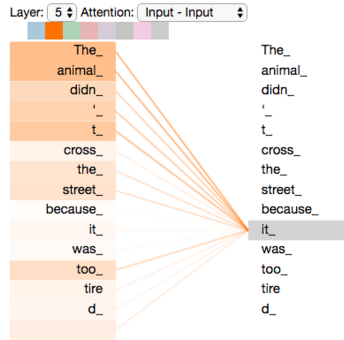 Layer: 5 Attention: Input - Input
The_ The_
animal_ animal_
didn_ didn_
'_ '_
t_ t_
cross_ cross_
the_ the_
street_ street_
because_ because_
it_ it_
was_ was_
too_ too_
tire tire
d_ d_